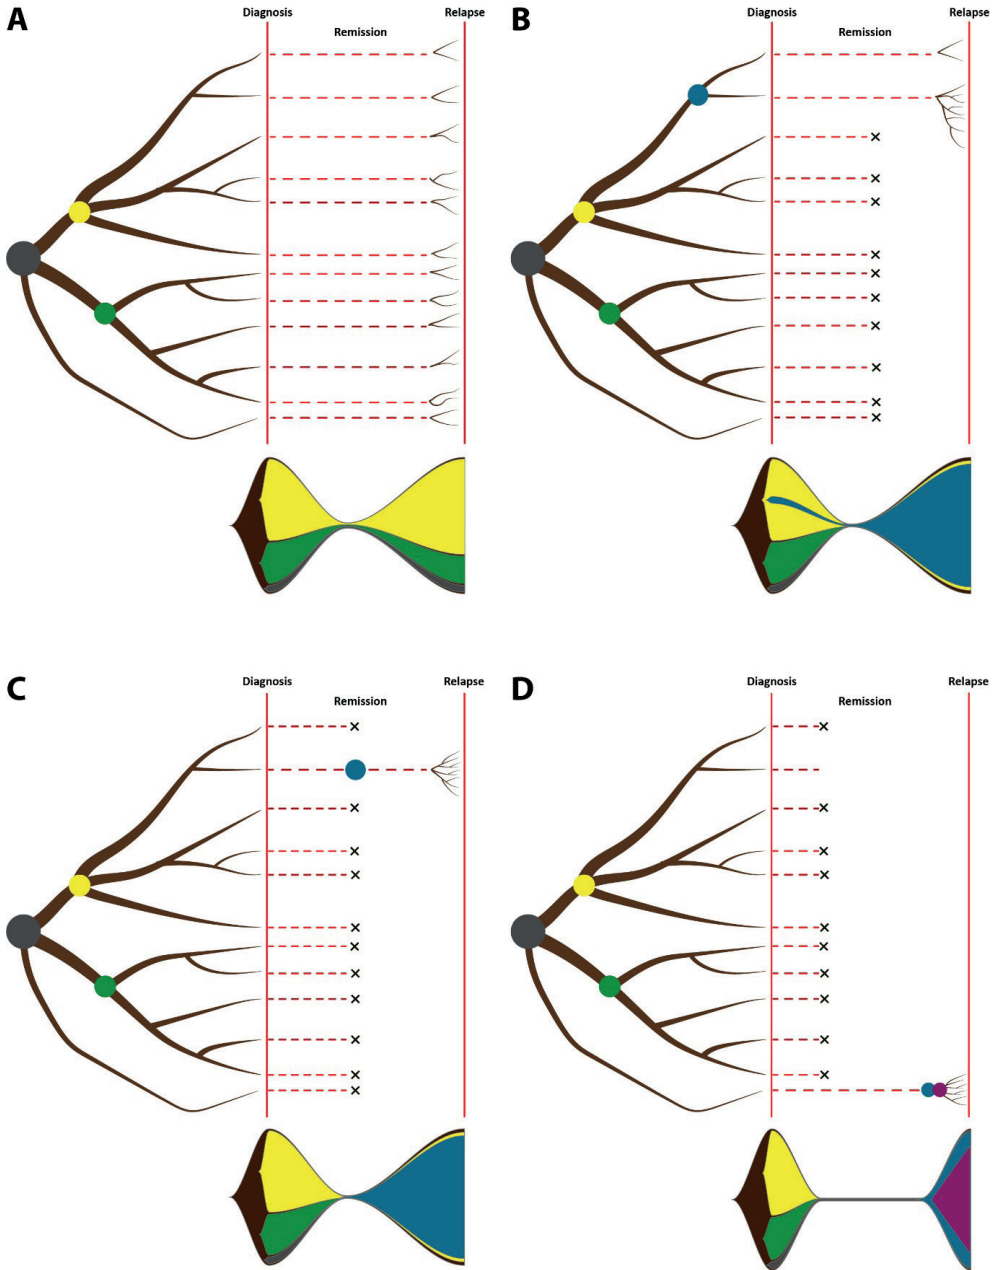 A
Diagnosis
Remission
Relapse
B
Diagnosis
Remission
Relapse
C
Diagnosis
Remission
Relapse
D
Diagnosis
Remission
Relapse